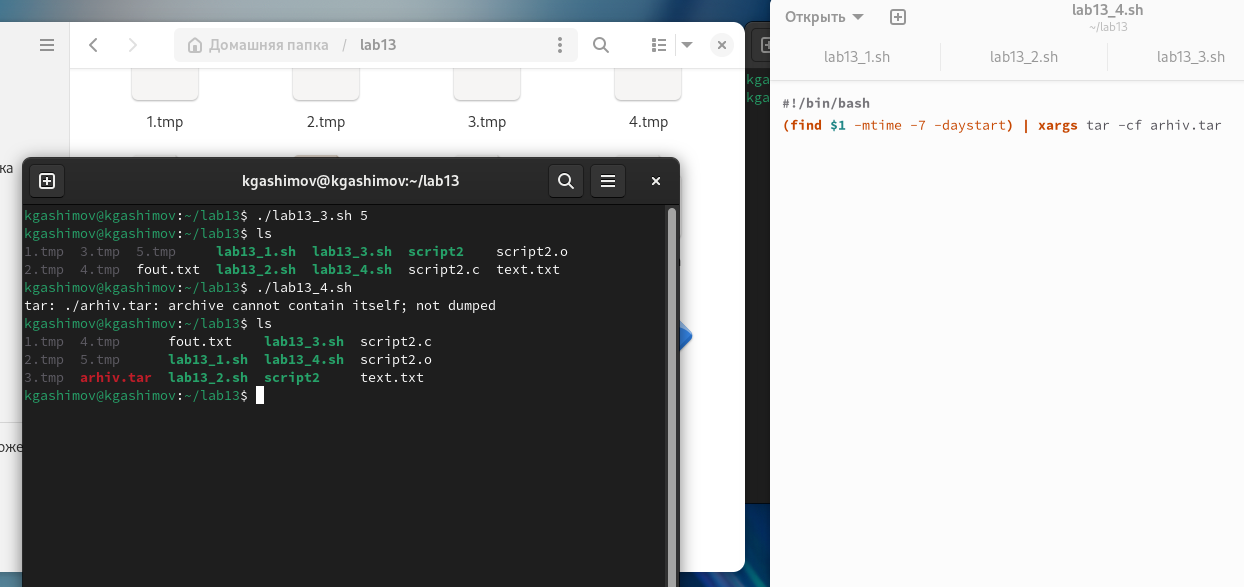 Домашняя папка / lab13
1.tmp 2.tmp 3.tmp 4.tmp
ка
оже
kga
kga
kgashimov@kgashimov:~/lab13
kgashimov@kgashimov:~/lab13$ ./lab13_3.sh 5
kgashimov@kgashimov:~/lab13$ ls
1.tmp 3.tmp 5.tmp lab13_1.sh lab13_3.sh script2 script2.o
2.tmp 4.tmp fout.txt lab13_2.sh lab13_4.sh script2.c text.txt
kgashimov@kgashimov:~/lab13$ ./lab13_4.sh
tar: ./arhiv.tar: archive cannot contain itself; not dumped
kgashimov@kgashimov:~/lab13$ ls
1.tmp 4.tmp fout.txt lab13_3.sh script2.c
2.tmp 5.tmp lab13_1.sh lab13_4.sh script2.o
3.tmp arhiv.tar lab13_2.sh script2 text.txt
kgashimov@kgashimov:~/lab13$
Открыть
lab13_4.sh
~/lab13
lab13_1.sh lab13_2.sh lab13_3.sh
#!/bin/bash
(find $1 -mtime -7 -daystart) | xargs tar -cf arhiv.tar